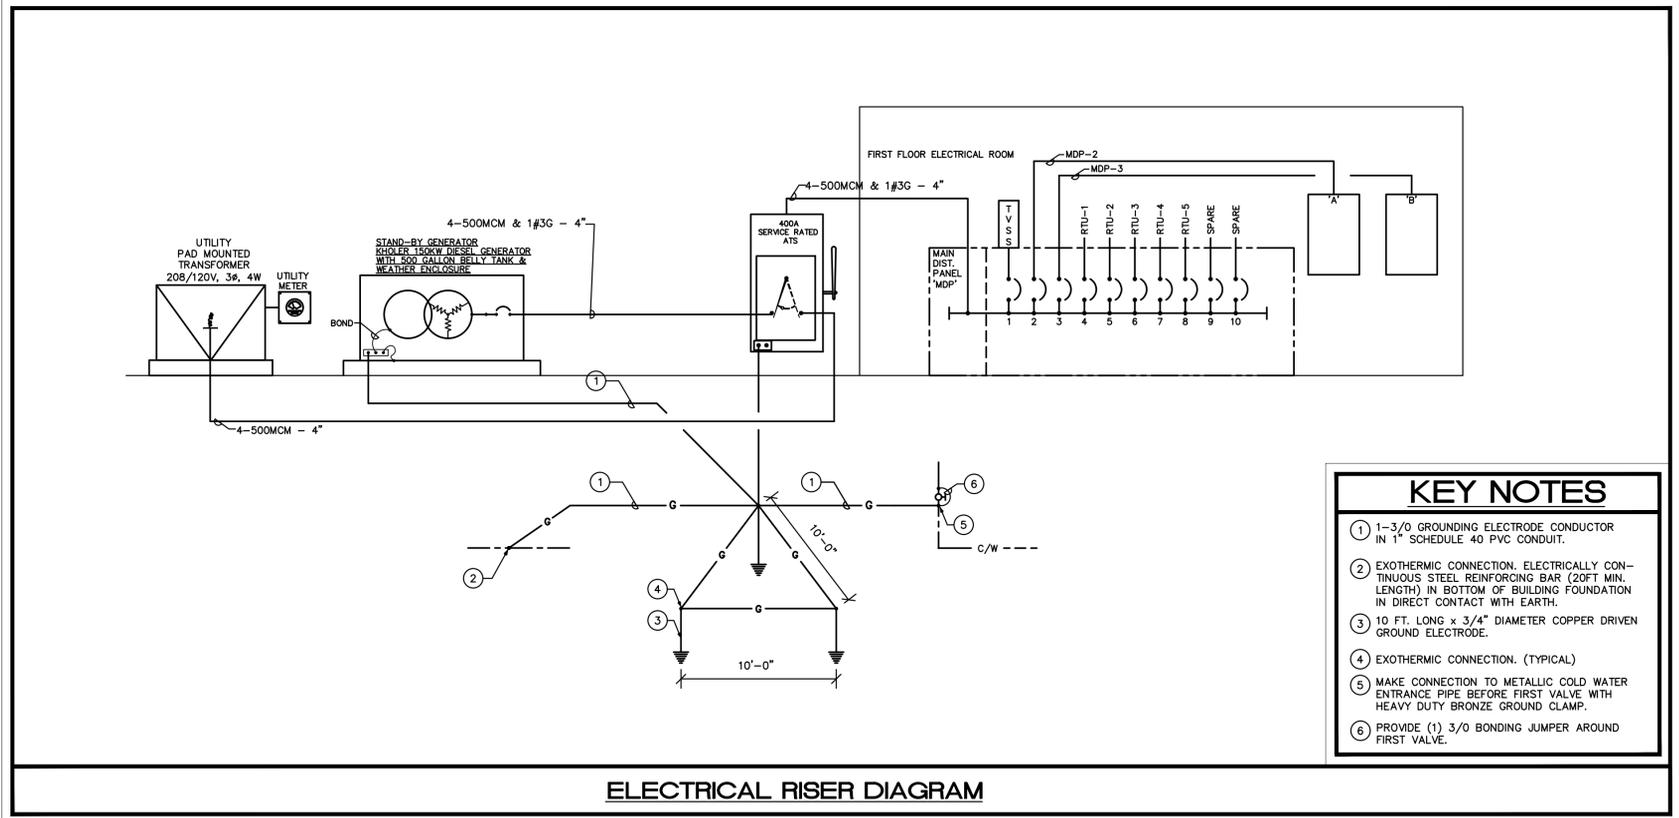 FIRST FLOOR ELECTRICAL ROOM
MDP-2
MDP-3
4-500MCM & 1#3G - 4"
4-500MCM & 1#3G - 4"
UTILITY
PAD MOUNTED
TRANSFORMER
208/120V, 3ø, 4W
UTILITY
METER
STAND-BY GENERATOR
KHOLER 150KW DIESEL GENERATOR
WITH 500 GALLON BELLY TANK &
WEATHER ENCLOSURE
BOND
400A
SERVICE RATED
ATS
MAIN
DIST.
PANEL
'MDP'
T
V
S
S
RTU-1
RTU-2
RTU-3
RTU-4
RTU-5
SPARE
SPARE
'A'
'B'
1 2 3 4 5 6 7 8 9 10
1
4-500MCM - 4"
1
G
G
2
1
G
6
5
C/W
10'-0"
G
G
4
G
3
10'-0"
KEY NOTES
1 1-3/0 GROUNDING ELECTRODE CONDUCTOR
IN 1" SCHEDULE 40 PVC CONDUIT.
2 EXOTHERMIC CONNECTION. ELECTRICALLY CON-
TINUOUS STEEL REINFORCING BAR (20FT MIN.
LENGTH) IN BOTTOM OF BUILDING FOUNDATION
IN DIRECT CONTACT WITH EARTH.
3 10 FT. LONG x 3/4" DIAMETER COPPER DRIVEN
GROUND ELECTRODE.
4 EXOTHERMIC CONNECTION. (TYPICAL)
5 MAKE CONNECTION TO METALLIC COLD WATER
ENTRANCE PIPE BEFORE FIRST VALVE WITH
HEAVY DUTY BRONZE GROUND CLAMP.
6 PROVIDE (1) 3/0 BONDING JUMPER AROUND
FIRST VALVE.
ELECTRICAL RISER DIAGRAM